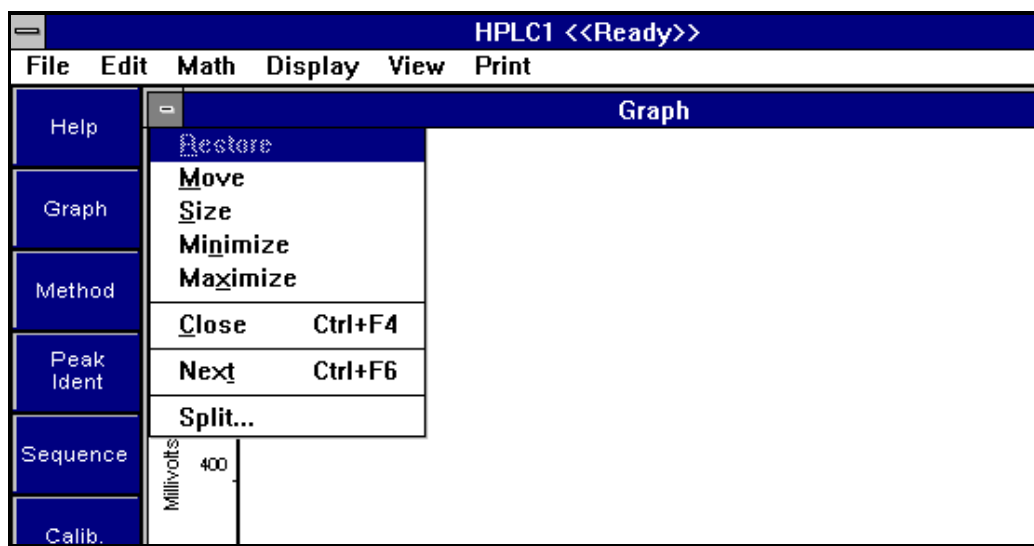 HPLC1 <<Ready>>
File Edit Math Display View Print
Help
Graph
Method
Peak
Ident
Sequence
Calib.
Graph
Restore
Move
Size
Minimize
Maximize
Close Ctrl+F4
Next Ctrl+F6
Split...
Millivolts
400